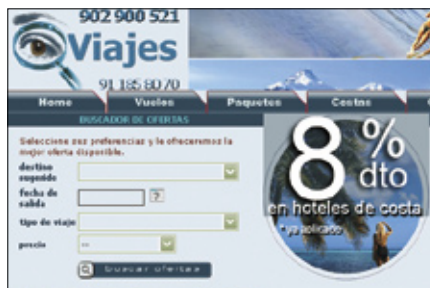 902 900 521
Viajes
91 185 80 70
Home Vuelos Paquetes Costas
BUSCADOR DE OFERTAS
Seleccione sus preferencias y le ofreceremos la
mejor oferta disponible.
destino
sugerido
fecha de
salida
?
tipo de viaje
precio --
buscar ofertas
8% dto
en hoteles de costa
* ya aplicado